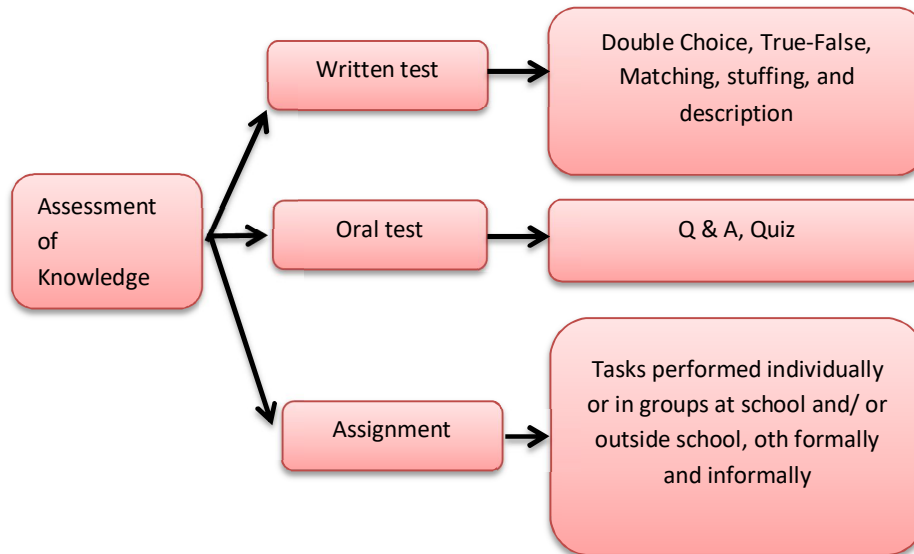 Assessment
of
Knowledge
Written test
Double Choice, True-False,
Matching, stuffing, and
description
Oral test
Q & A, Quiz
Assignment
Tasks performed individually
or in groups at school and/ or
outside school, oth formally
and informally